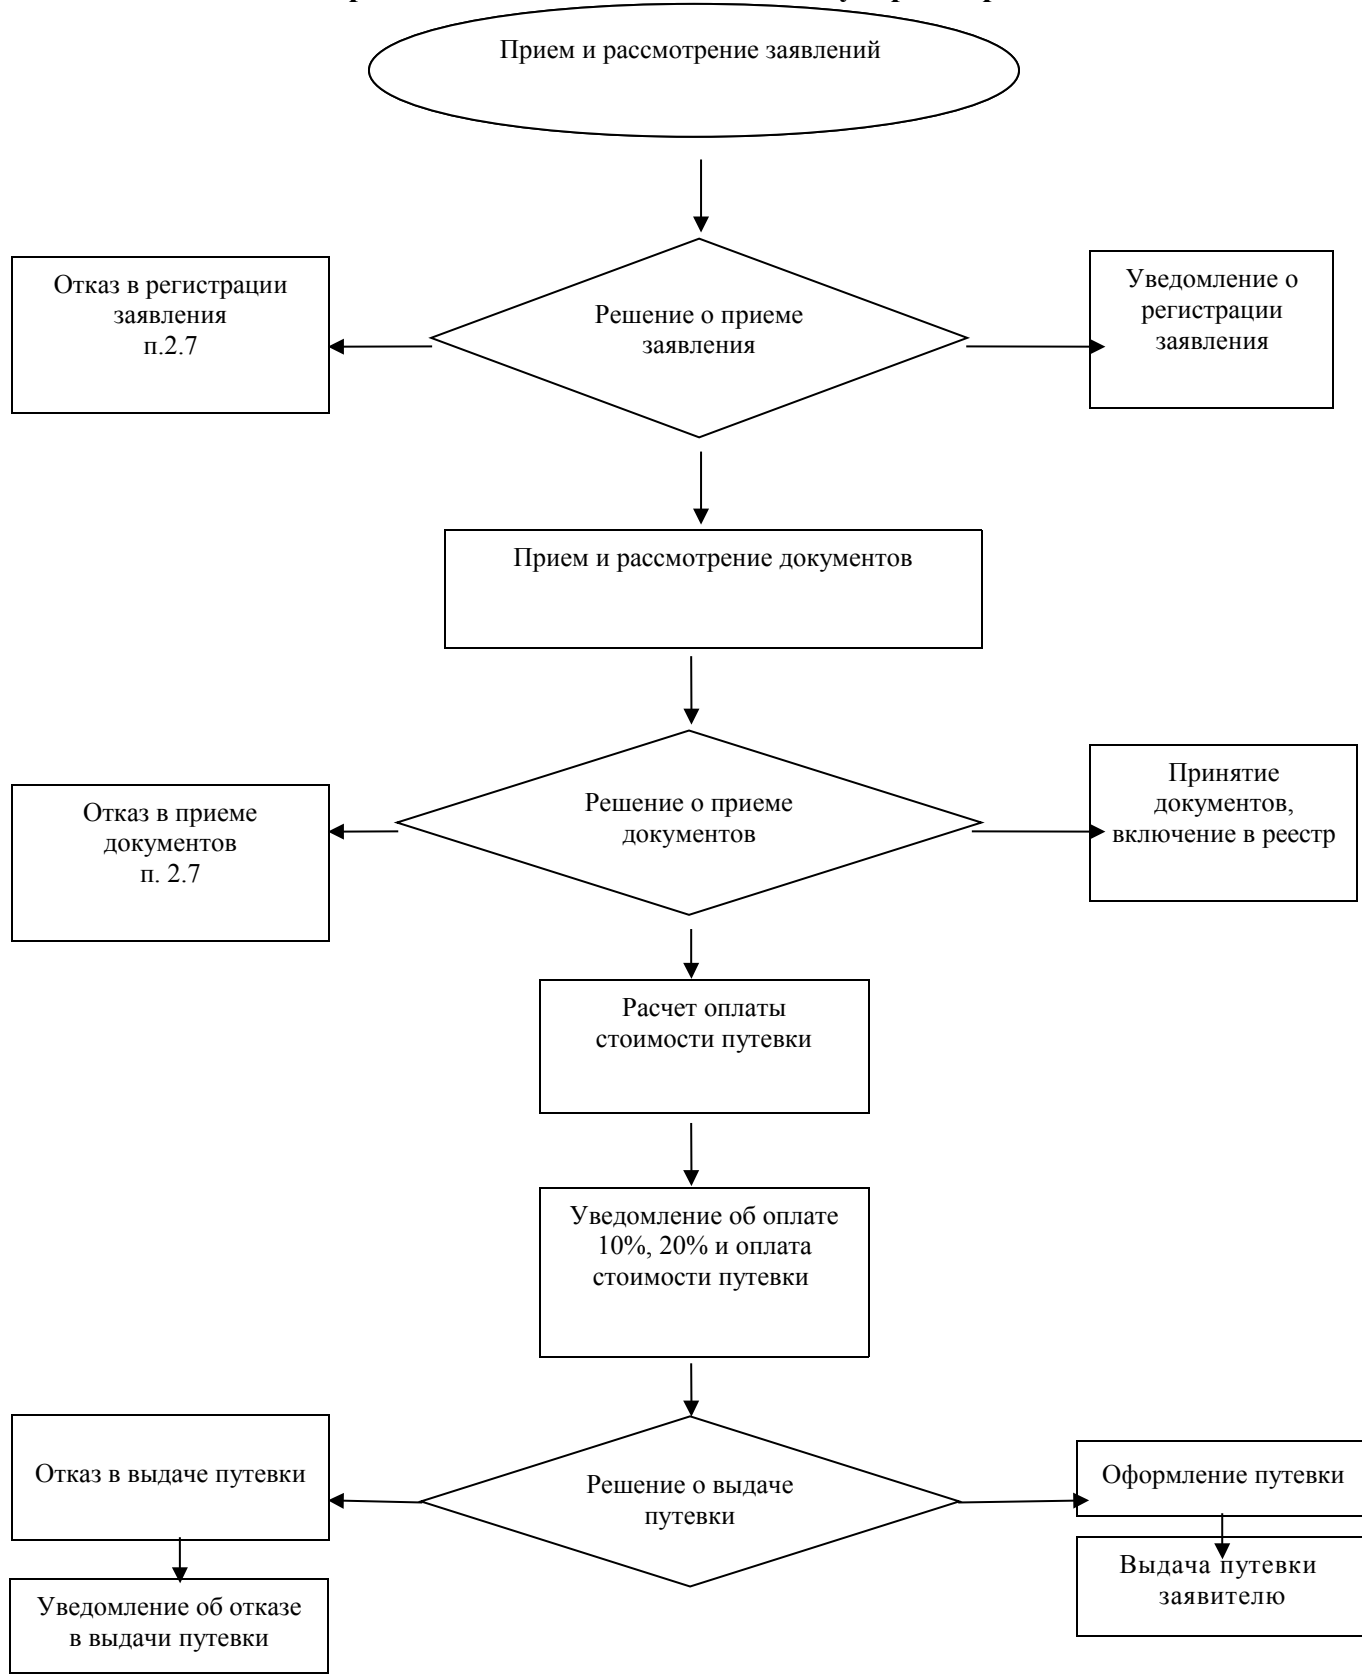 Прием и рассмотрение заявлений
Отказ в регистрации
заявления
п.2.7
Решение о приеме
заявления
Уведомление о
регистрации
заявления
Прием и рассмотрение документов
Отказ в приеме
документов
п. 2.7
Решение о приеме
документов
Принятие
документов,
включение в реестр
Расчет оплаты
стоимости путевки
Уведомление об оплате
10%, 20% и оплата
стоимости путевки
Отказ в выдаче путевки
Решение о выдаче
путевки
Оформление путевки
Выдача путевки
заявителю
Уведомление об отказе
в выдачи путевки